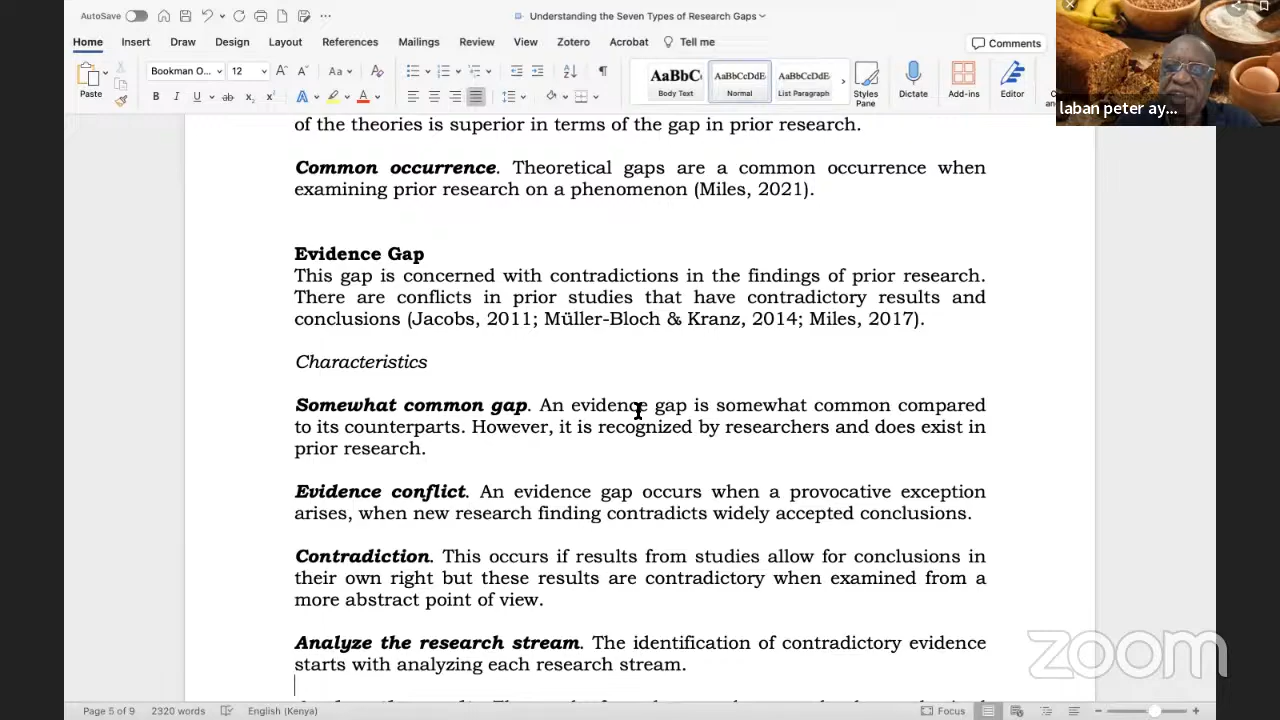 AutoSave
Understanding the Seven Types of Research Gaps
Home Insert Draw Design Layout References Mailings Review View Zotero Acrobat Tell me
Comments
Paste
Bookman O... 12
Aa
B I U ab x₂ x²
AaBbC
Body Text
AaBbCcDdE
Normal
AaBbCcDdE
List Paragraph
Styles Pane
Dictate
Add-ins
Editor
laban peter ay...
of the theories is superior in terms of the gap in prior research.
Common occurrence. Theoretical gaps are a common occurrence when
examining prior research on a phenomenon (Miles, 2021).
Evidence Gap
This gap is concerned with contradictions in the findings of prior research.
There are conflicts in prior studies that have contradictory results and
conclusions (Jacobs, 2011; Müller-Bloch & Kranz, 2014; Miles, 2017).
Characteristics
Somewhat common gap. An evidence gap is somewhat common compared
to its counterparts. However, it is recognized by researchers and does exist in
prior research.
Evidence conflict. An evidence gap occurs when a provocative exception
arises, when new research finding contradicts widely accepted conclusions.
Contradiction. This occurs if results from studies allow for conclusions in
their own right but these results are contradictory when examined from a
more abstract point of view.
Analyze the research stream. The identification of contradictory evidence
starts with analyzing each research stream.
zoom
Page 5 of 9 2320 words English (Kenya) Focus